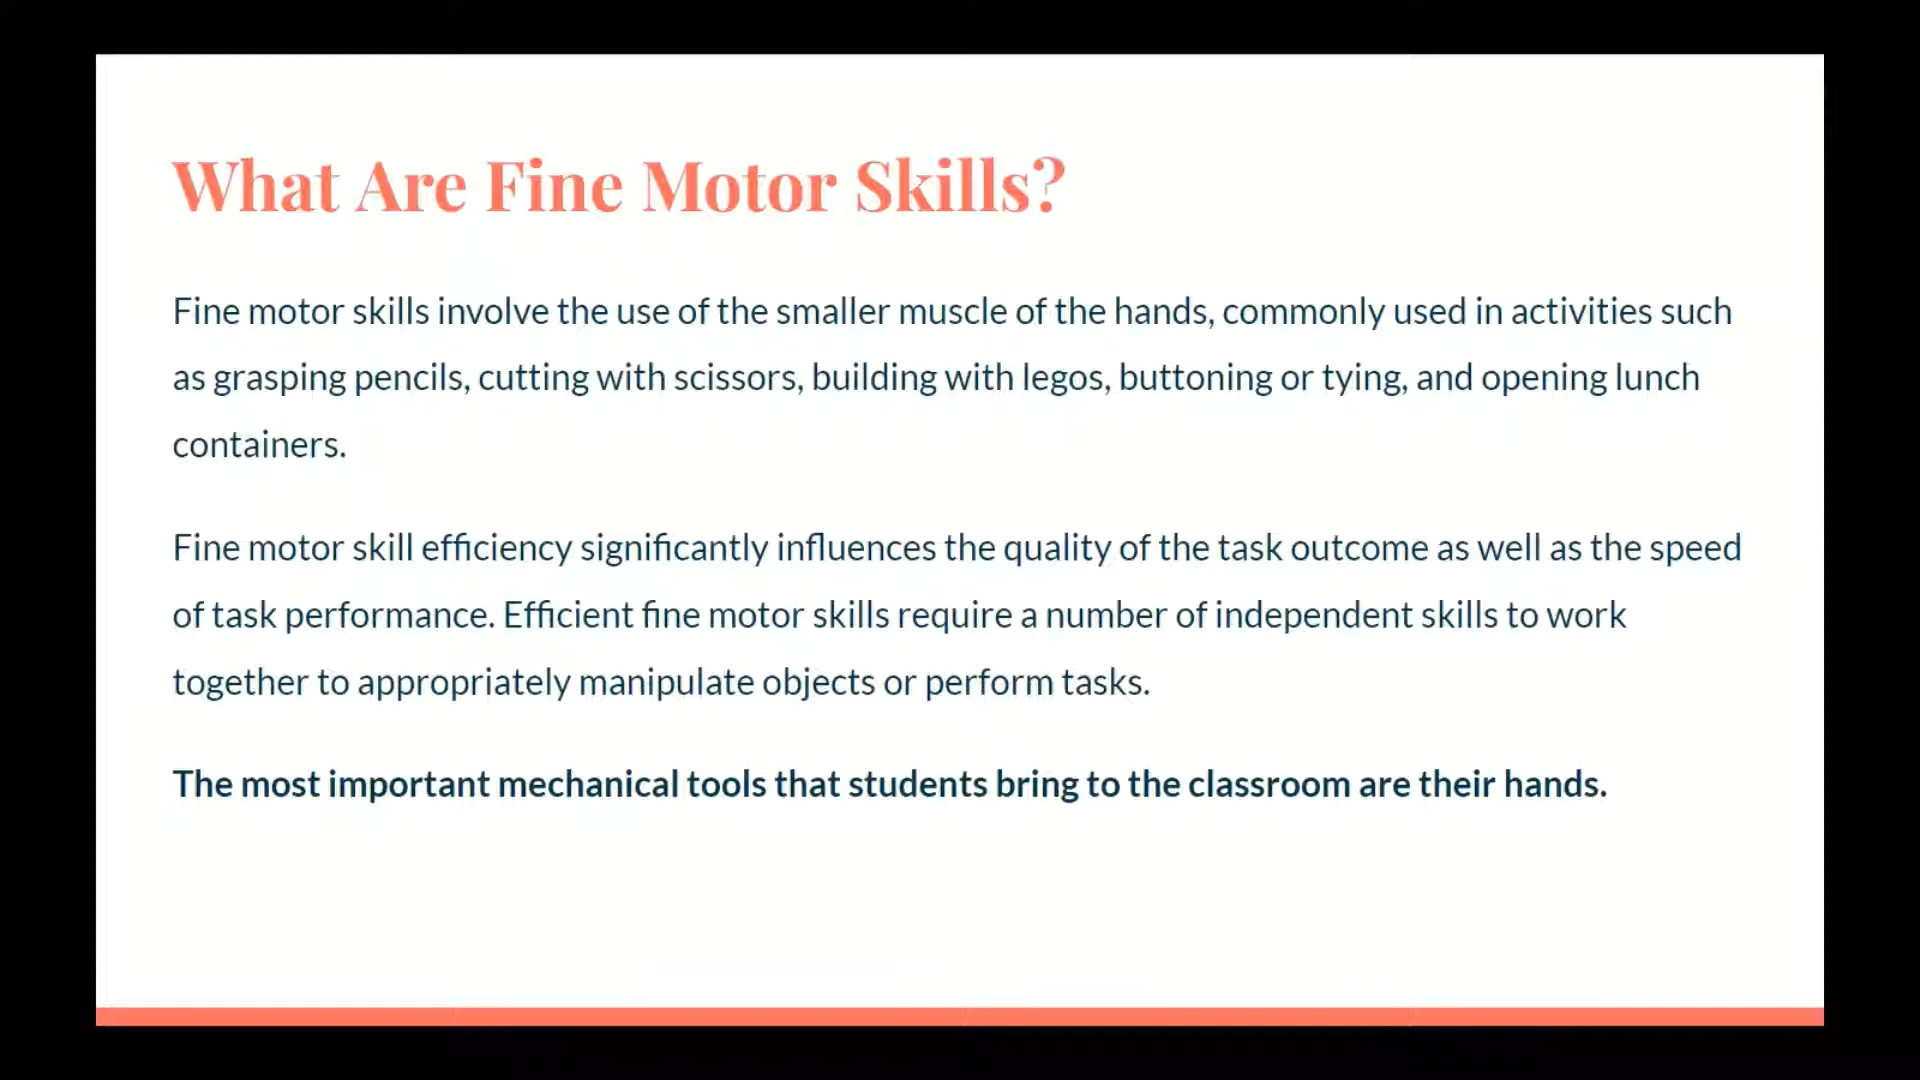 What Are Fine Motor Skills?
Fine motor skills involve the use of the smaller muscle of the hands, commonly used in activities such
as grasping pencils, cutting with scissors, building with legos, buttoning or tying, and opening lunch
containers.
Fine motor skill efficiency significantly influences the quality of the task outcome as well as the speed
of task performance. Efficient fine motor skills require a number of independent skills to work
together to appropriately manipulate objects or perform tasks.
The most important mechanical tools that students bring to the classroom are their hands.